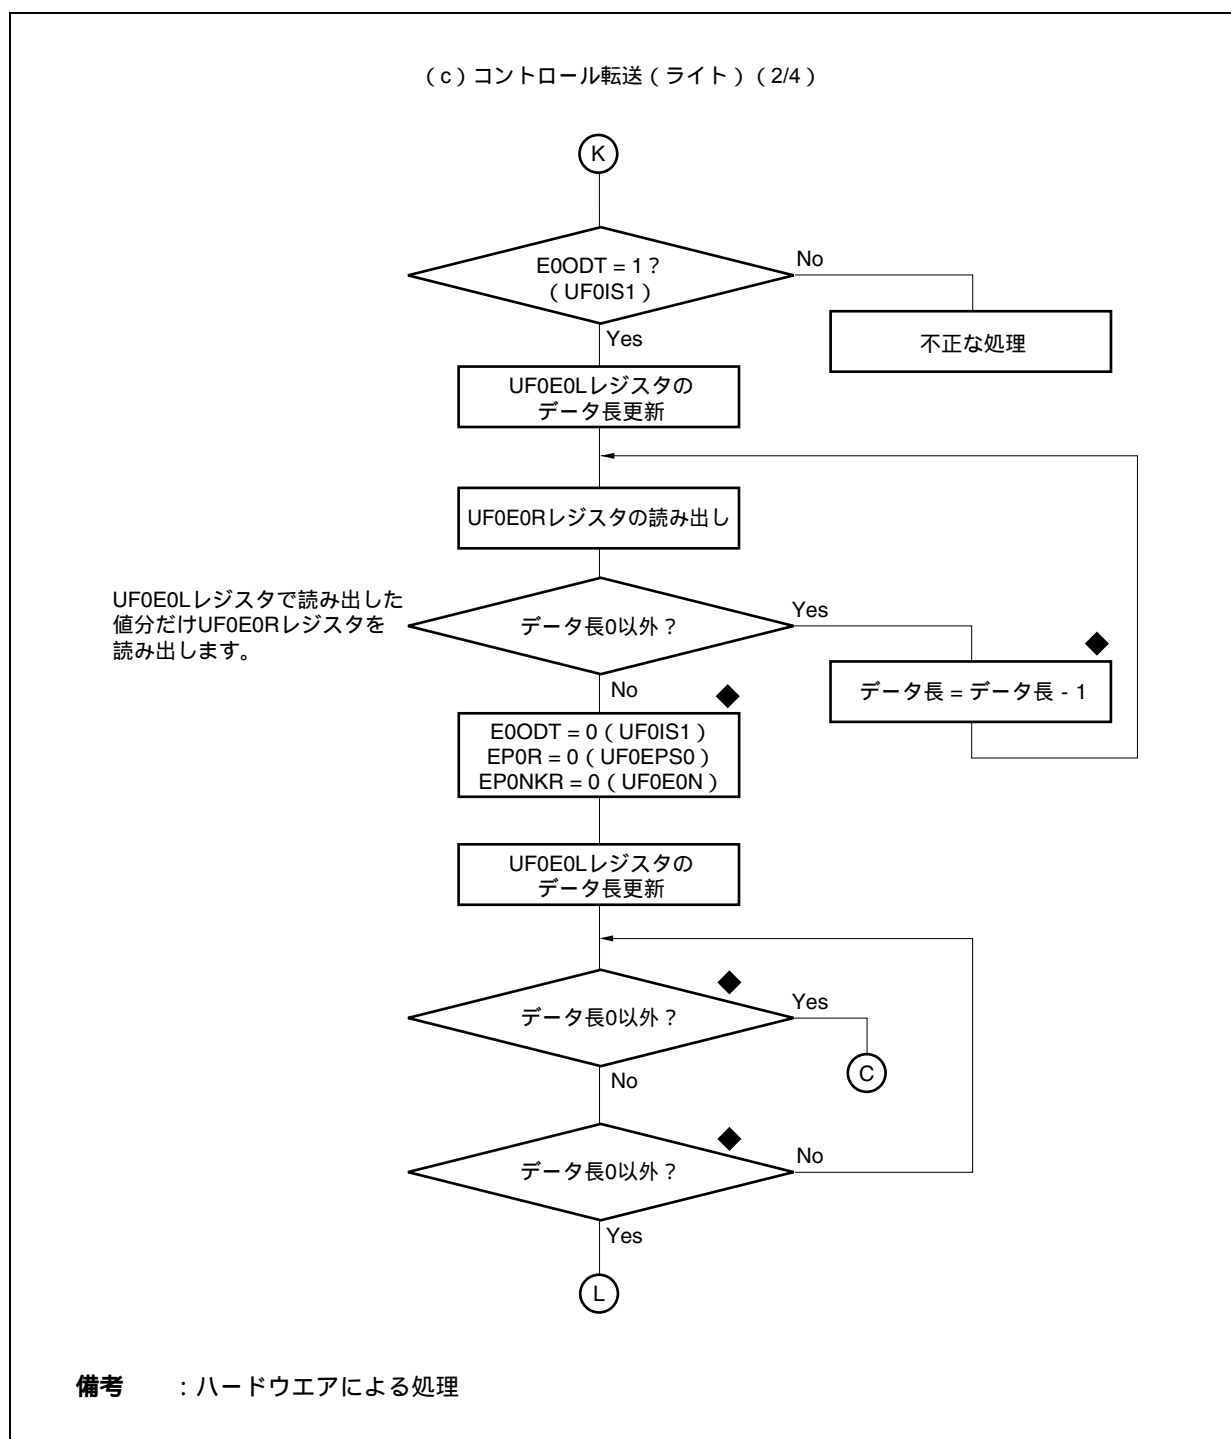 （c）コントロール転送（ライト）（2/4）
K
E0ODT = 1？
（UF0IS1）
No
不正な処理
Yes
UF0E0Lレジスタの
データ長更新
UF0E0Rレジスタの読み出し
UF0E0Lレジスタで読み出した
値分だけUF0E0Rレジスタを
読み出します。
データ長0以外？
Yes
データ長 = データ長 - 1
No
E0ODT = 0（UF0IS1）
EP0R = 0（UF0EPS0）
EP0NKR = 0（UF0E0N）
UF0E0Lレジスタの
データ長更新
データ長0以外？
Yes
C
No
データ長0以外？
No
Yes
L
備考　　：ハードウエアによる処理